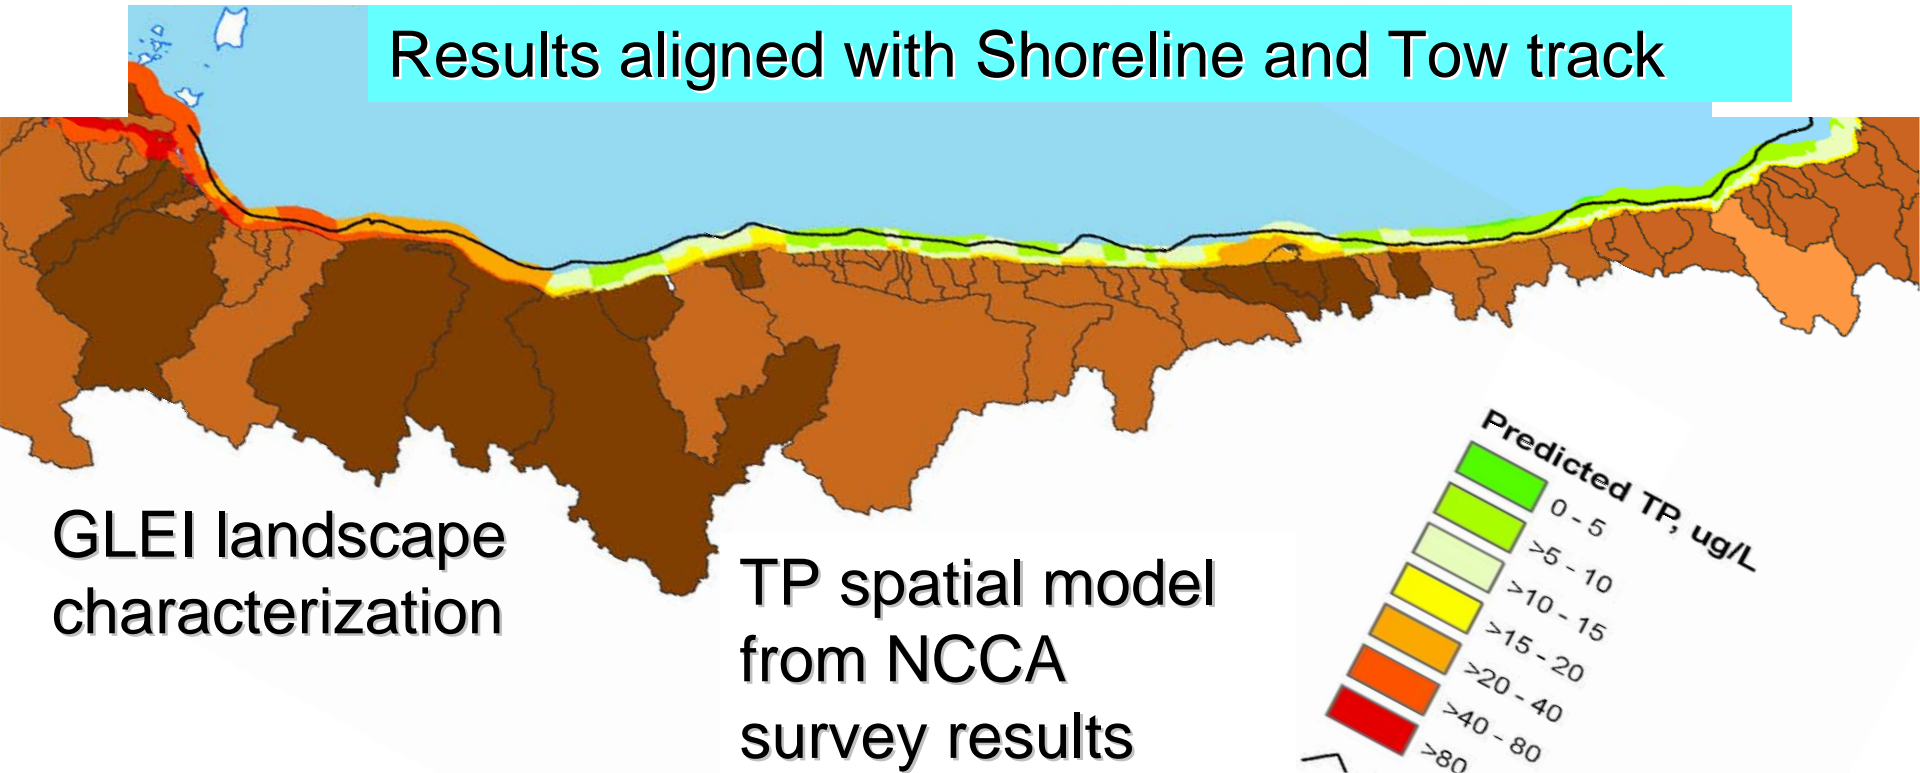 Results aligned with Shoreline and Tow track
GLEI landscape
characterization
TP spatial model
from NCCA
survey results
Predicted TP, ug/L
0 - 5
>5 - 10
>10 - 15
>15 - 20
>20 - 40
>40 - 80
>80